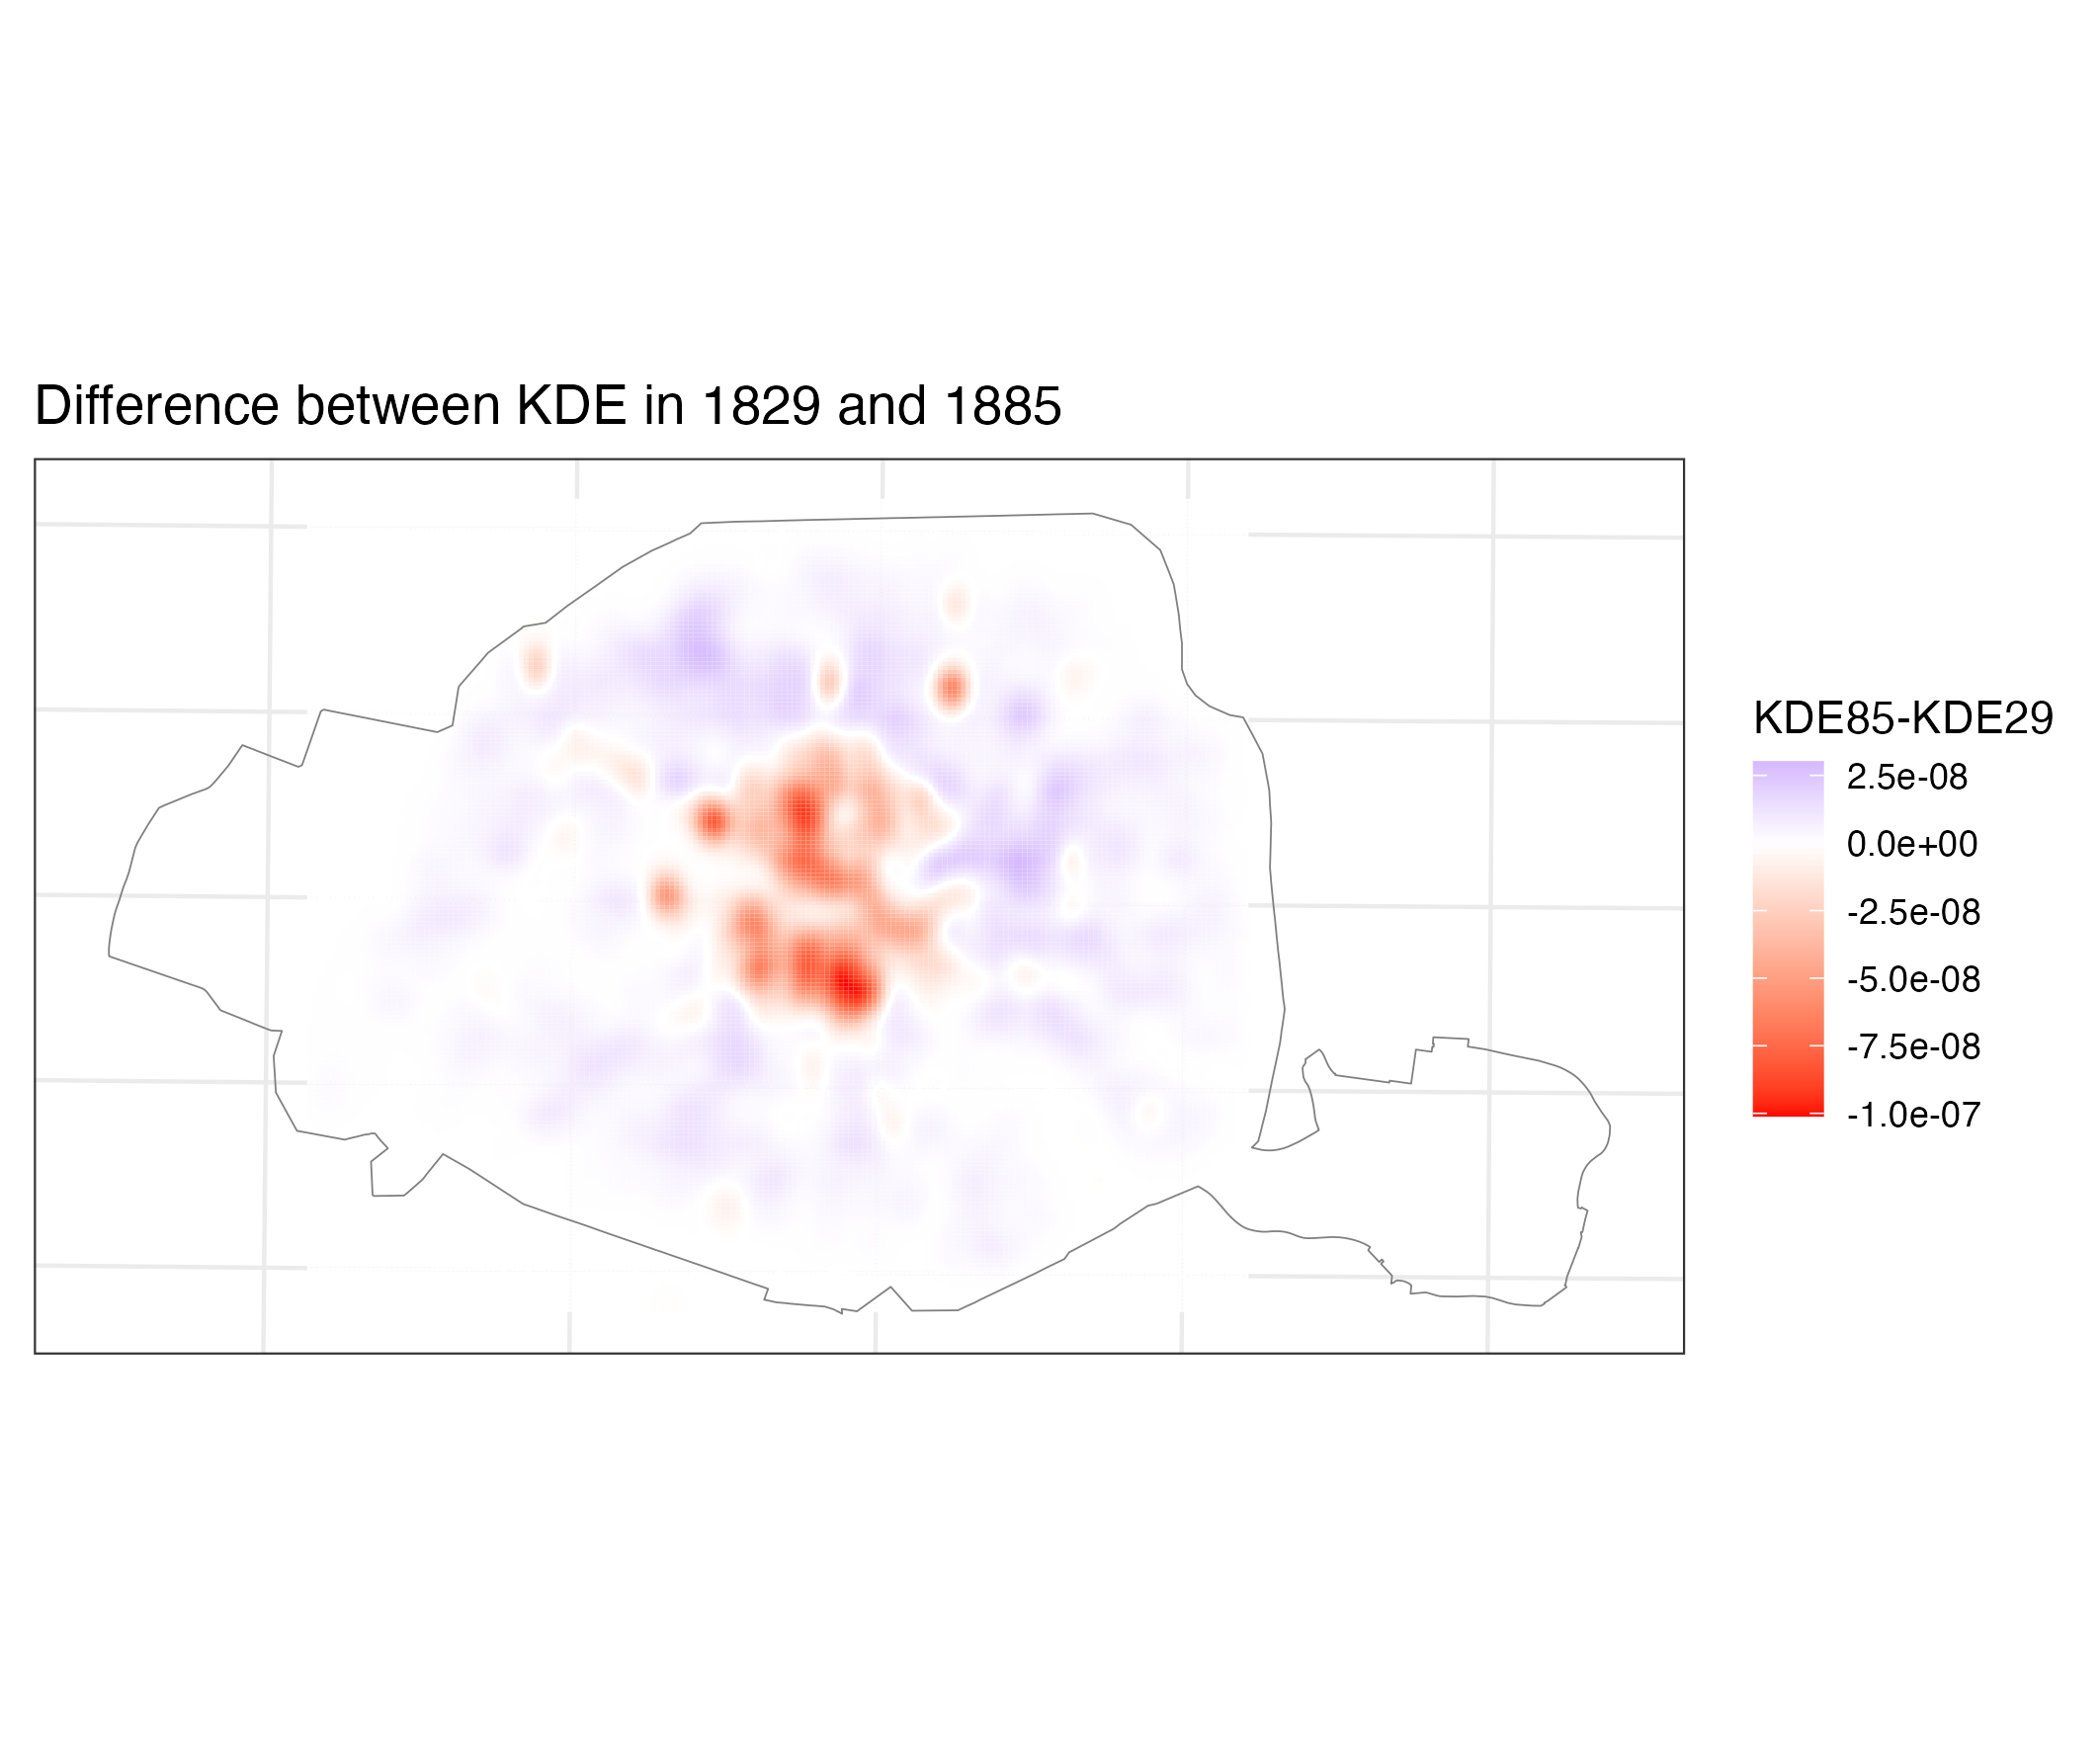 Difference between KDE in 1829 and 1885
KDE85-KDE29
2.5e-08
0.0e+00
-2.5e-08
-5.0e-08
-7.5e-08
-1.0e-07